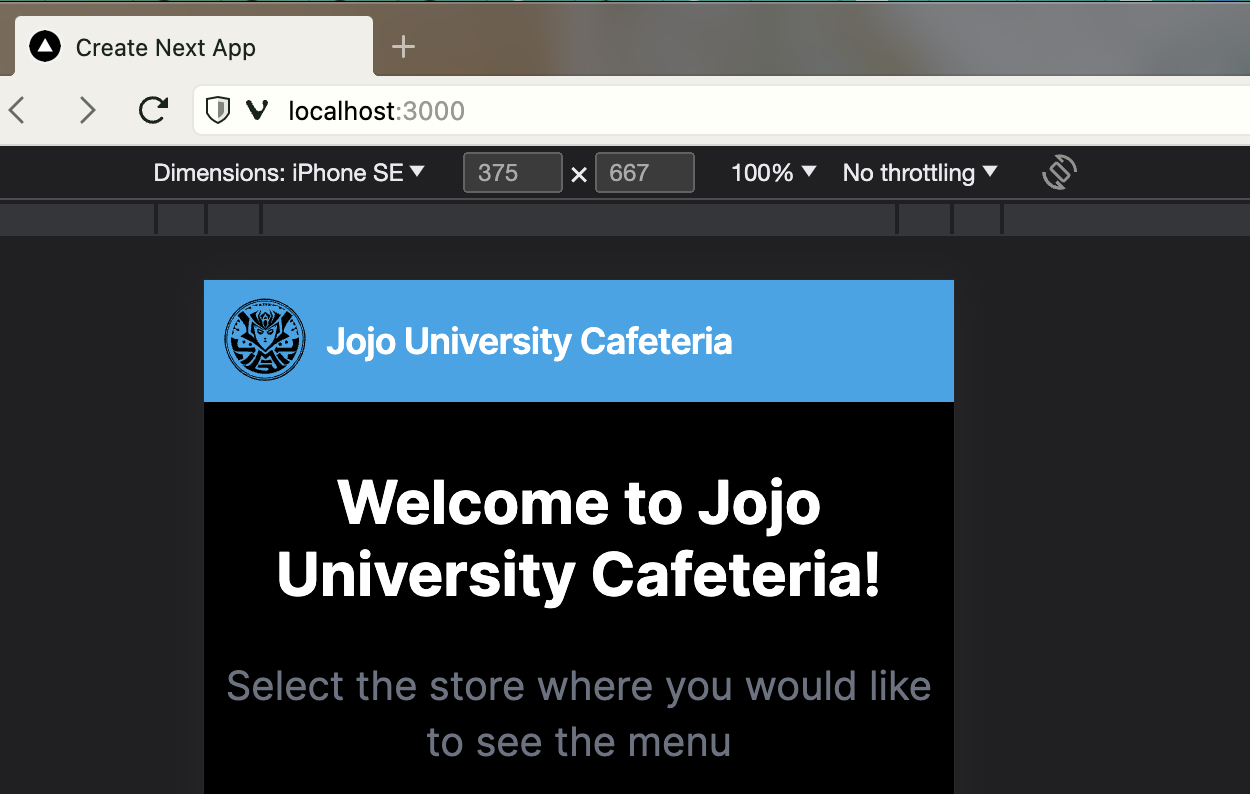 Create Next App
localhost:3000
Dimensions: iPhone SE 375 × 667 100% No throttling
Jojo University Cafeteria
Welcome to Jojo
University Cafeteria!
Select the store where you would like
to see the menu